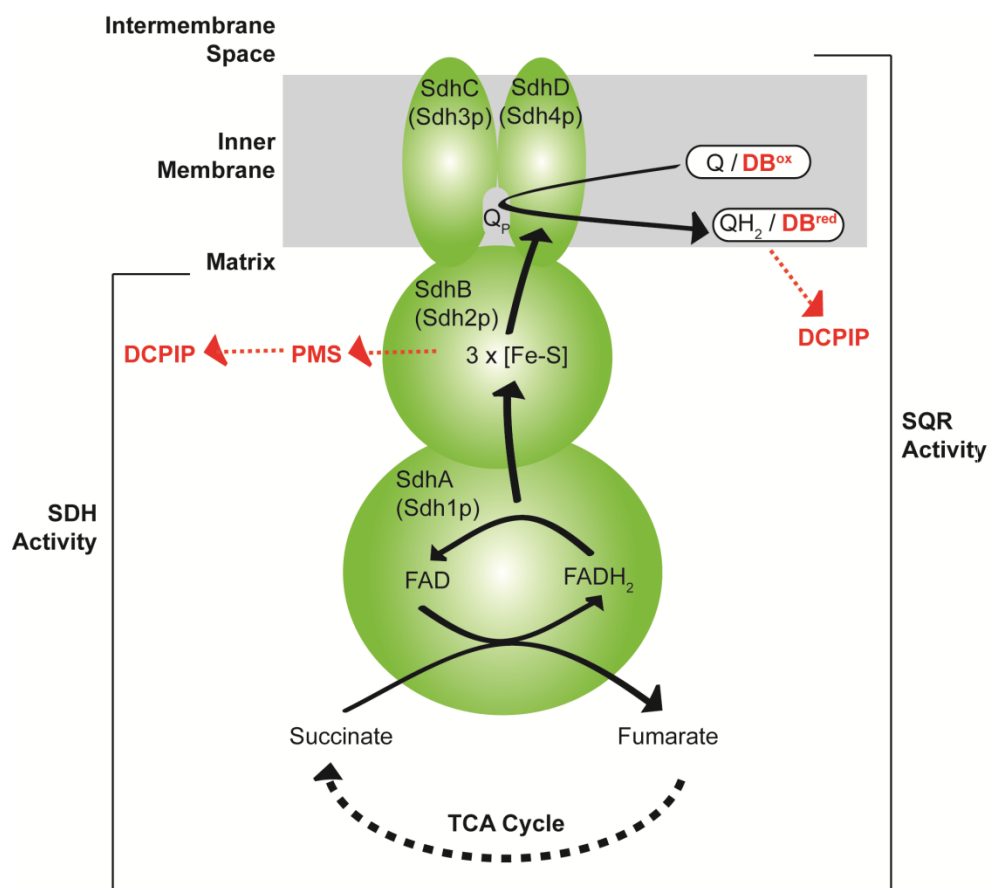 Intermembrane
Space
SdhC
(Sdh3p)
SdhD
(Sdh4p)
Inner
Membrane
Q / DBᵒˣ
Qₚ
QH₂ / DBʳᵉᵈ
Matrix
SdhB
(Sdh2p)
DCPIP
DCPIP
PMS
3 x [Fe-S]
SQR
Activity
SdhA
(Sdh1p)
SDH
Activity
FAD
FADH₂
Succinate
Fumarate
TCA Cycle